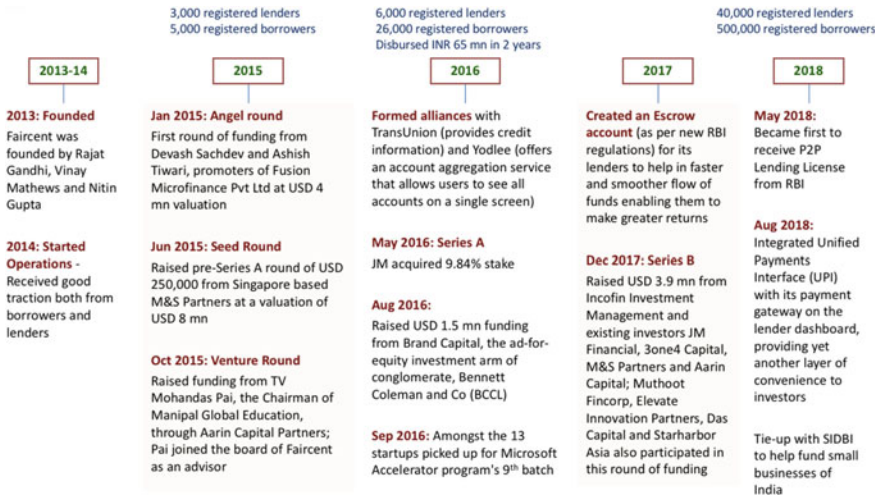 3,000 registered lenders
5,000 registered borrowers
6,000 registered lenders
26,000 registered borrowers
Disbursed INR 65 mn in 2 years
40,000 registered lenders
500,000 registered borrowers
2013-14
2015
2016
2017
2018
2013: Founded
Faircent was
founded by Rajat
Gandhi, Vinay
Mathews and Nitin
Gupta
2014: Started
Operations -
Received good
traction both from
borrowers and
lenders
Jan 2015: Angel round
First round of funding from
Devash Sachdev and Ashish
Tiwari, promoters of Fusion
Microfinance Pvt Ltd at USD 4
mn valuation
Jun 2015: Seed Round
Raised pre-Series A round of USD
250,000 from Singapore based
M&S Partners at a valuation of
USD 8 mn
Oct 2015: Venture Round
Raised funding from TV
Mohandas Pai, the Chairman of
Manipal Global Education,
through Aarin Capital Partners;
Pai joined the board of Faircent
as an advisor
Formed alliances with
TransUnion (provides credit
information) and Yodlee (offers
an account aggregation service
that allows users to see all
accounts on a single screen)
May 2016: Series A
JM acquired 9.84% stake
Aug 2016:
Raised USD 1.5 mn funding
from Brand Capital, the ad-for-
equity investment arm of
conglomerate, Bennett
Coleman and Co (BCCL)
Sep 2016: Amongst the 13
startups picked up for Microsoft
Accelerator program's 9th batch
Created an Escrow
account (as per new RBI
regulations) for its
lenders to help in faster
and smoother flow of
funds enabling them to
make greater returns
Dec 2017: Series B
Raised USD 3.9 mn from
Incofin Investment
Management and
existing investors JM
Financial, 3one4 Capital,
M&S Partners and Aarin
Capital; Muthoot
Fincorp, Elevate
Innovation Partners, Das
Capital and Starharbor
Asia also participated in
this round of funding
May 2018:
Became first to
receive P2P
Lending License
from RBI
Aug 2018:
Integrated Unified
Payments
Interface (UPI)
with its payment
gateway on the
lender dashboard,
providing yet
another layer of
convenience to
investors
Tie-up with SIDBI
to help fund small
businesses of
India